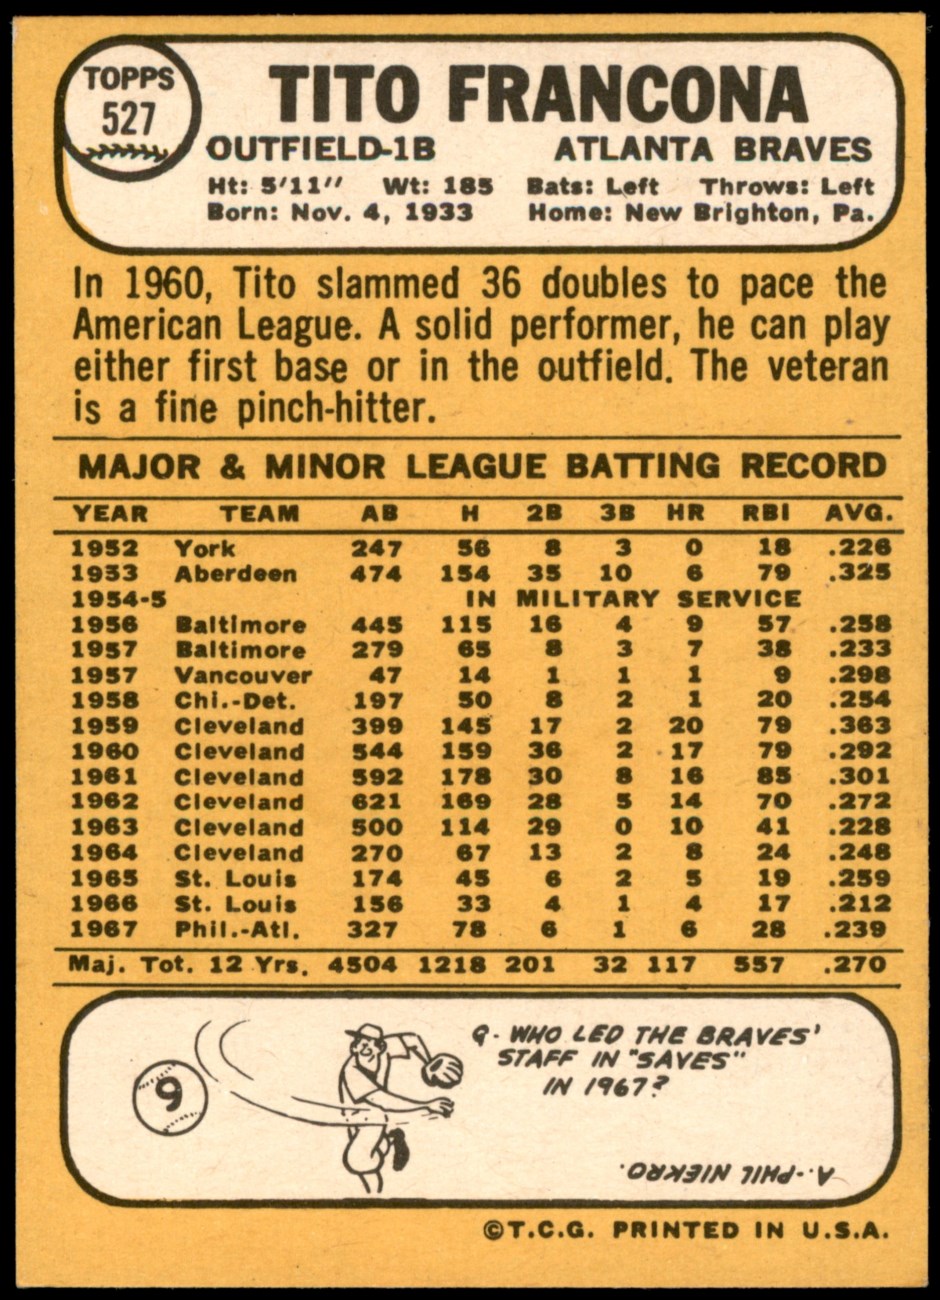 TOPPS
527
TITO FRANCONA
OUTFIELD-1B ATLANTA BRAVES
Ht: 5'11" Wt: 185 Bats: Left Throws: Left
Born: Nov. 4, 1933 Home: New Brighton, Pa.
In 1960, Tito slammed 36 doubles to pace the
American League. A solid performer, he can play
either first base or in the outfield. The veteran
is a fine pinch-hitter.
MAJOR & MINOR LEAGUE BATTING RECORD
YEAR TEAM AB H 2B 3B HR RBI AVG.
1952 York 247 56 8 3 0 18 .226
1953 Aberdeen 474 154 35 10 6 79 .325
1954-5 IN MILITARY SERVICE
1956 Baltimore 445 115 16 4 9 57 .258
1957 Baltimore 279 65 8 3 7 38 .233
1957 Vancouver 47 14 1 1 1 9 .298
1958 Chi.-Det. 197 50 8 2 1 20 .254
1959 Cleveland 399 145 17 2 20 79 .363
1960 Cleveland 544 159 36 2 17 79 .292
1961 Cleveland 592 178 30 8 16 85 .301
1962 Cleveland 621 169 28 5 14 70 .272
1963 Cleveland 500 114 29 0 10 41 .228
1964 Cleveland 270 67 13 2 8 24 .248
1965 St. Louis 174 45 6 2 5 19 .259
1966 St. Louis 156 33 4 1 4 17 .212
1967 Phil.-Atl. 327 78 6 1 6 28 .239
Maj. Tot. 12 Yrs. 4504 1218 201 32 117 557 .270
9
Q- WHO LED THE BRAVES'
STAFF IN "SAVES"
IN 1967?
A--PHIL NIEKRO.
©T.C.G. PRINTED IN U.S.A.